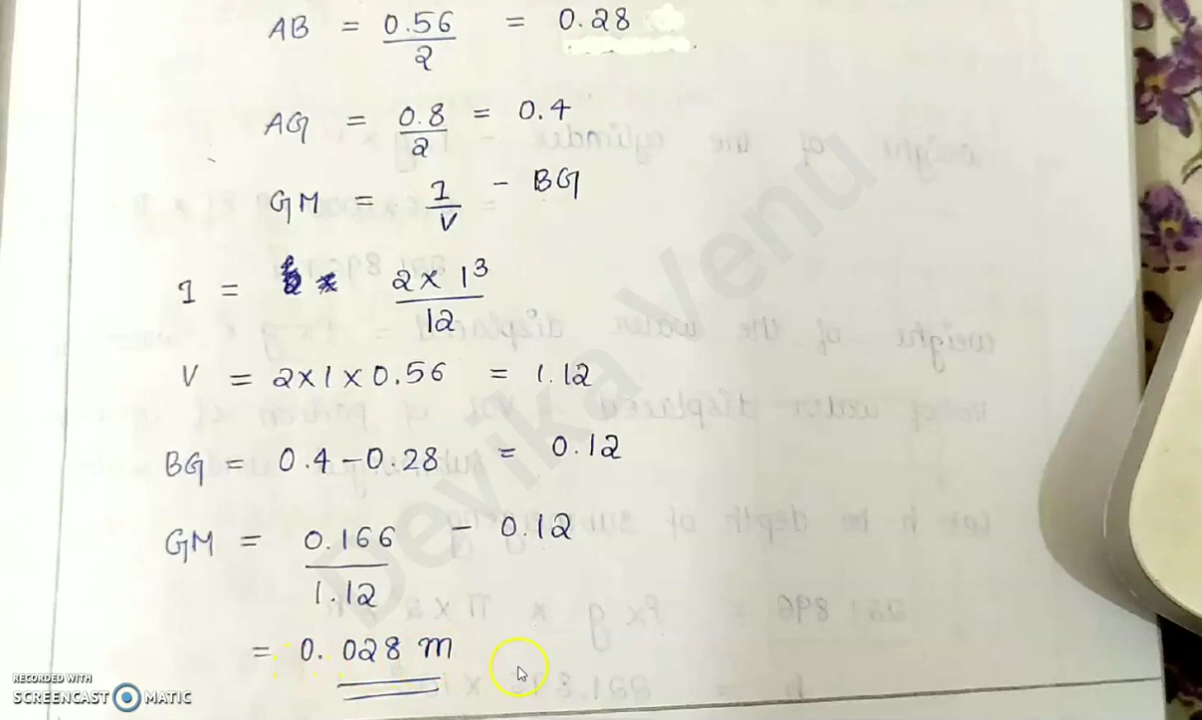 AB = 0.56/2 = 0.28
AG = 0.8/2 = 0.4
GM = I/V - BG
I = 2 × 1³/12
V = 2×1×0.56 = 1.12
BG = 0.4-0.28 = 0.12
GM = 0.166/1.12 - 0.12
= 0.028 m
Devika Venu
RECORDED WITH
SCREENCAST MATIC